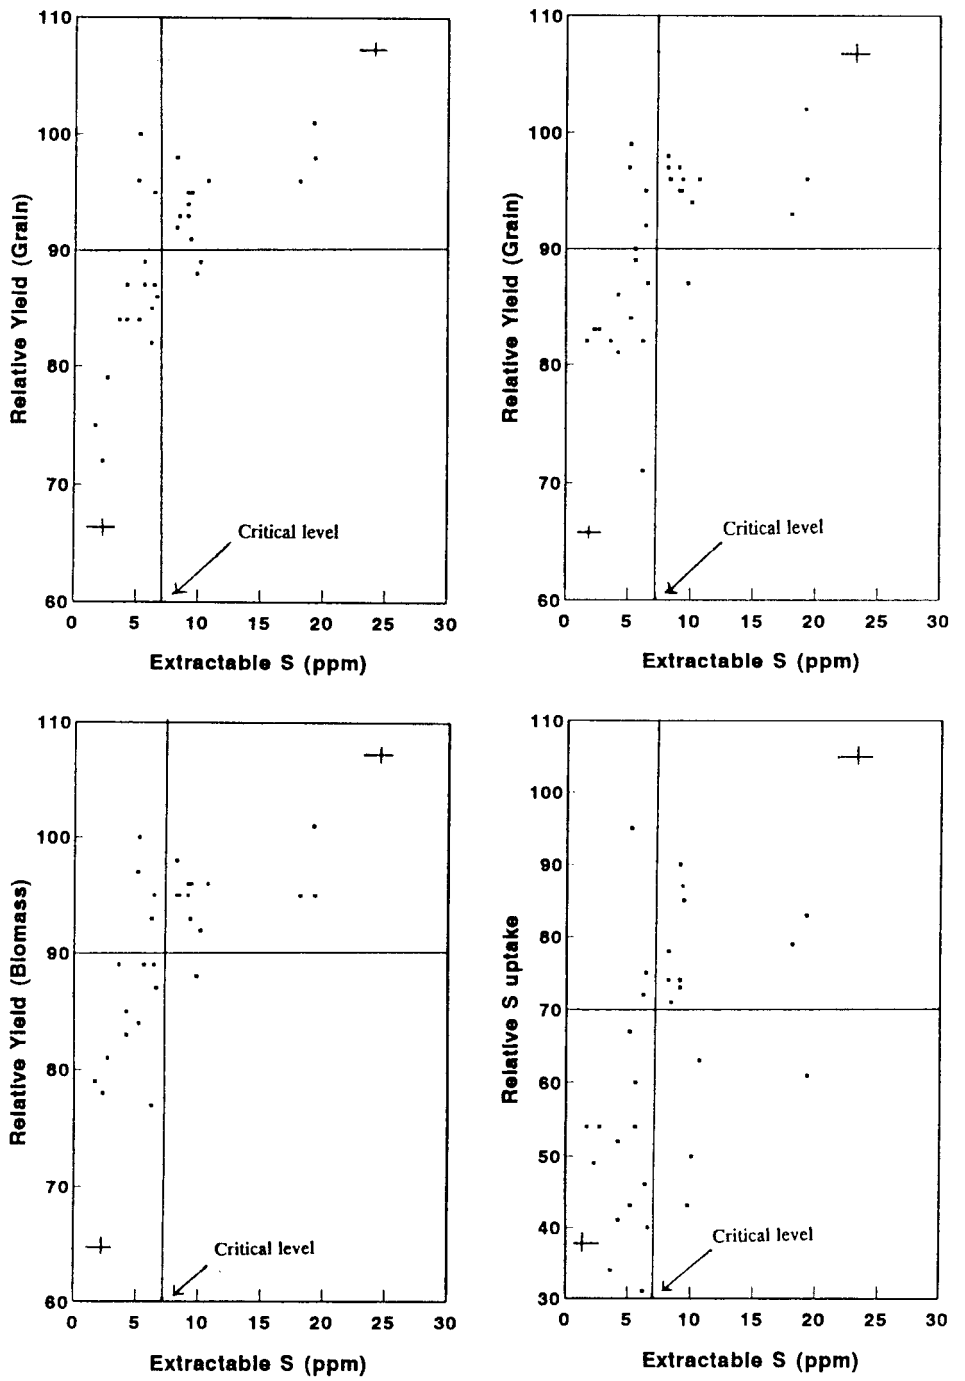 110
100
90
80
70
60
Relative Yield (Grain)
Critical level
0 5 10 15 20 25 30
Extractable S (ppm)
110
100
90
80
70
60
Relative Yield (Grain)
Critical level
0 5 10 15 20 25 30
Extractable S (ppm)
110
100
90
80
70
60
Relative Yield (Biomass)
Critical level
0 5 10 15 20 25 30
Extractable S (ppm)
110
100
90
80
70
60
50
40
30
Relative S uptake
Critical level
0 5 10 15 20 25 30
Extractable S (ppm)